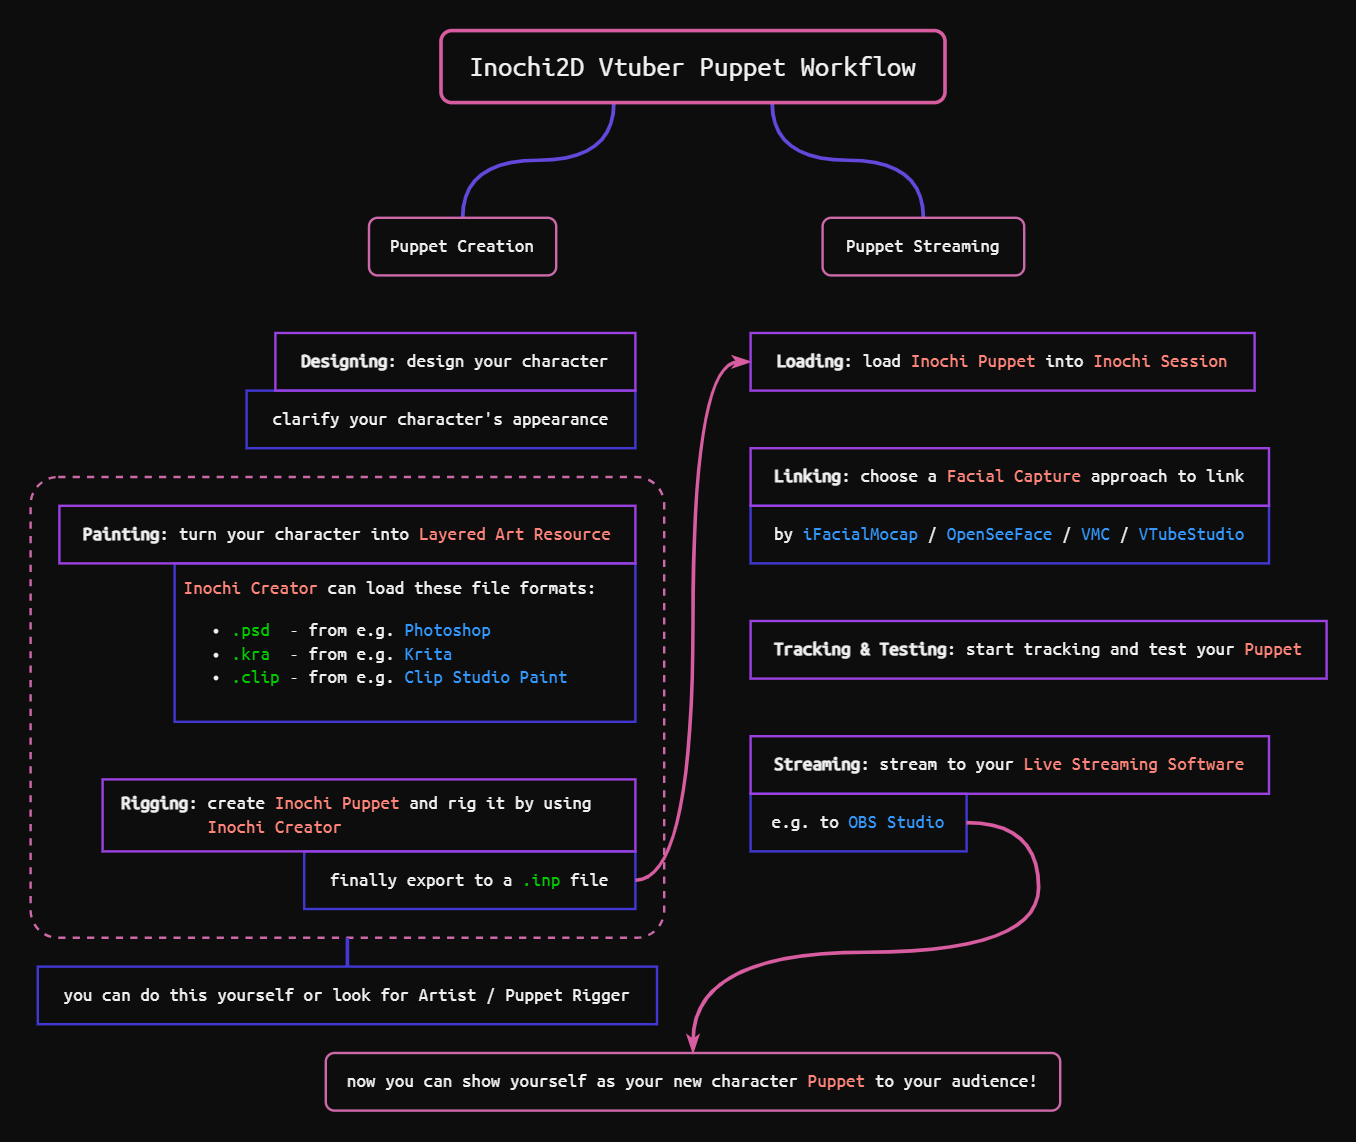 Inochi2D Vtuber Puppet Workflow
Puppet Creation
Designing: design your character
clarify your character's appearance
Painting: turn your character into Layered Art Resource
Inochi Creator can load these file formats:
• .psd - from e.g. Photoshop
• .kra - from e.g. Krita
• .clip - from e.g. Clip Studio Paint
Rigging: create Inochi Puppet and rig it by using
Inochi Creator
finally export to a .inp file
you can do this yourself or look for Artist / Puppet Rigger
Puppet Streaming
Loading: load Inochi Puppet into Inochi Session
Linking: choose a Facial Capture approach to link
by iFacialMocap / OpenSeeFace / VMC / VTubeStudio
Tracking & Testing: start tracking and test your Puppet
Streaming: stream to your Live Streaming Software
e.g. to OBS Studio
now you can show yourself as your new character Puppet to your audience!